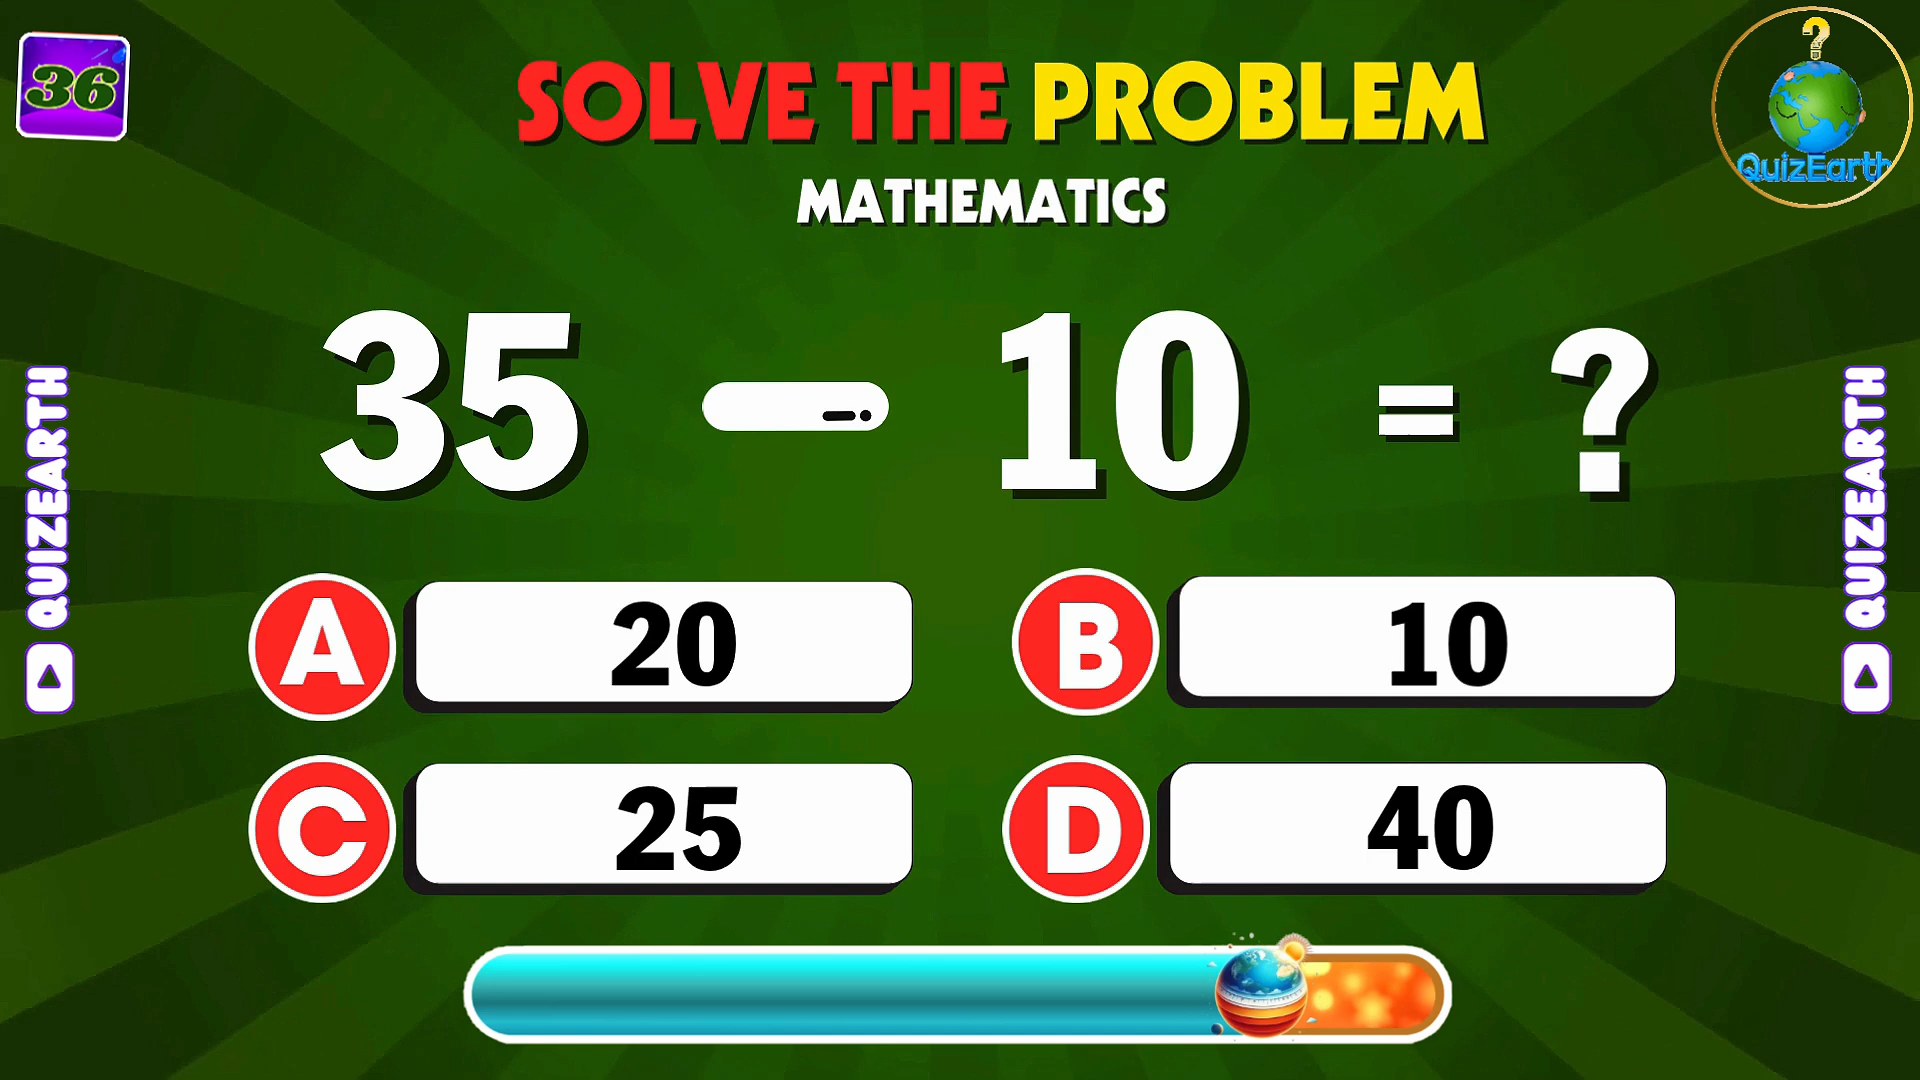 36
SOLVE THE PROBLEM
?
QuizEarth
MATHEMATICS
35 - 10 = ?
QUIZEARTH
QUIZEARTH
A 20
B 10
C 25
D 40